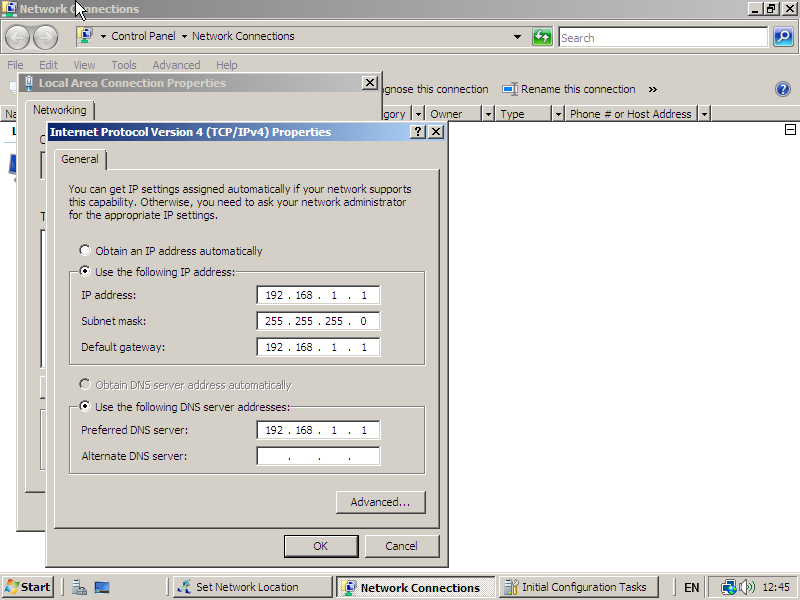 Network Connections
Control Panel
Network Connections
Search
File Edit View Tools Advanced Help
Local Area Connection Properties
gnose this connection
Rename this connection
»
Networking
gory
Owner
Type
Phone # or Host Address
Internet Protocol Version 4 (TCP/IPv4) Properties
General
You can get IP settings assigned automatically if your network supports
this capability. Otherwise, you need to ask your network administrator
for the appropriate IP settings.
Obtain an IP address automatically
Use the following IP address:
IP address: 192 . 168 . 1 . 1
Subnet mask: 255 . 255 . 255 . 0
Default gateway: 192 . 168 . 1 . 1
Obtain DNS server address automatically
Use the following DNS server addresses:
Preferred DNS server: 192 . 168 . 1 . 1
Alternate DNS server: . . .
Advanced...
OK
Cancel
Start
Set Network Location
Network Connections
Initial Configuration Tasks
EN
12:45